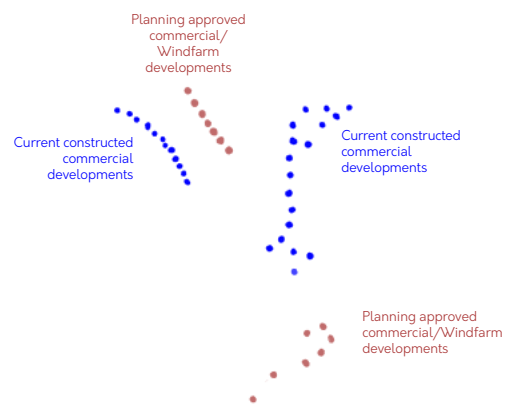 Planning approved
commercial/
Windfarm
developments
Current constructed
commercial
developments
Current constructed
commercial
developments
Planning approved
commercial/Windfarm
developments